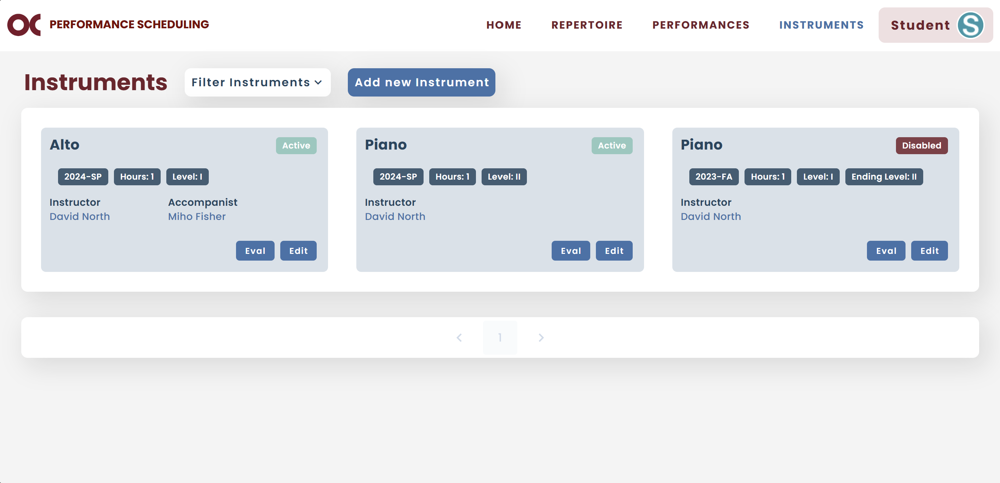 OC PERFORMANCE SCHEDULING
HOME REPERTOIRE PERFORMANCES INSTRUMENTS Student S
Instruments Filter Instruments Add new Instrument
Alto Active
2024-SP Hours: 1 Level: I
Instructor Accompanist
David North Miho Fisher
Eval Edit
Piano Active
2024-SP Hours: 1 Level: II
Instructor
David North
Eval Edit
Piano Disabled
2023-FA Hours: 1 Level: I Ending Level: II
Instructor
David North
Eval Edit
1